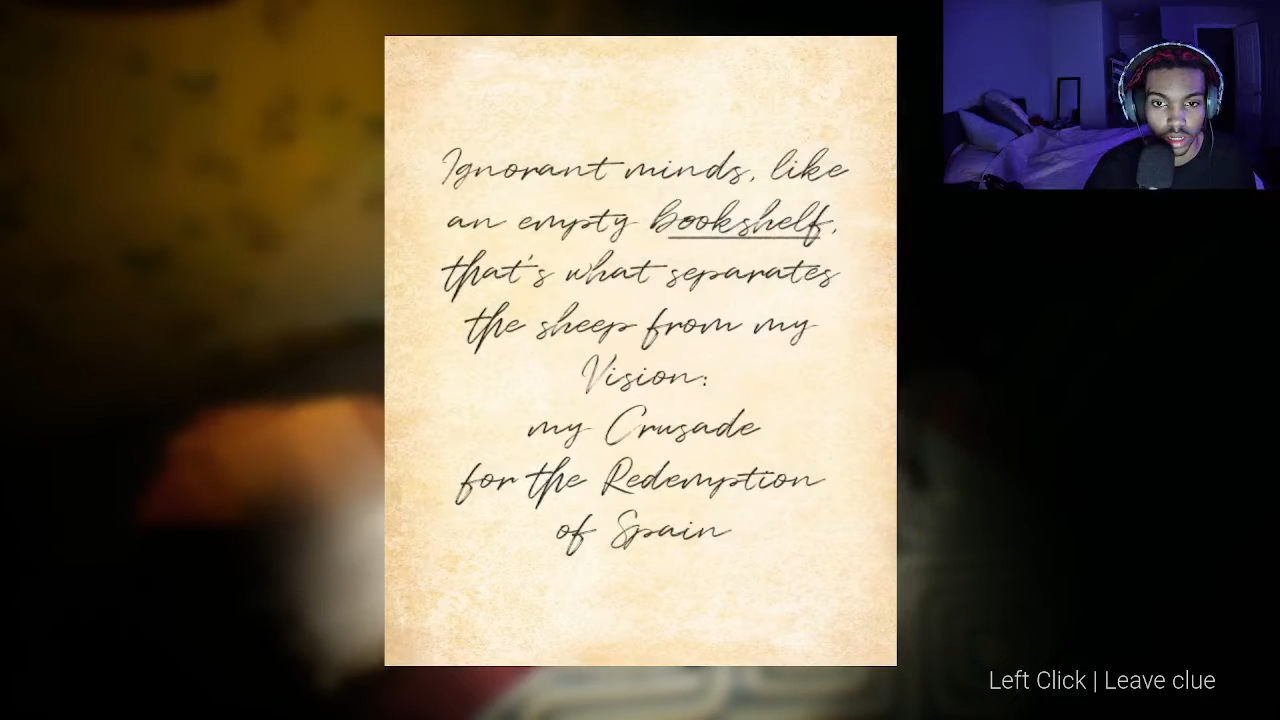 Ignorant minds, like
an empty bookshelf,
that's what separates
the sheep from my
Vision:
my Crusade
for the Redemption
of Spain
Left Click | Leave clue